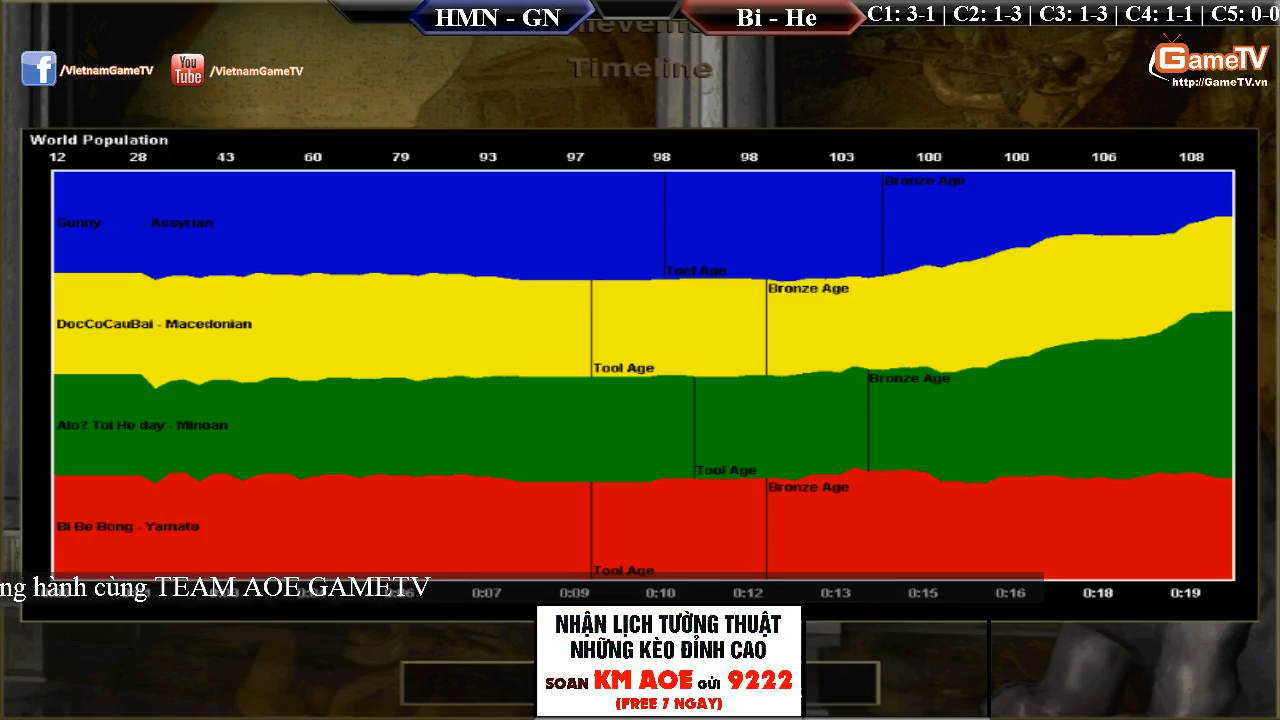 HMN - GN
Bi - He
C1: 3-1 | C2: 1-3 | C3: 1-3 | C4: 1-1 | C5: 0-0
/VietnamGameTV
You Tube
/VietnamGameTV
Timeline
GameTV
http://GameTV.vn
World Population
12 28 43 60 79 93 97 98 98 103 100 100 106 108
Bronze Age
Gunny Assyrian
Tool Age
Bronze Age
DocCoCauBai - Macedonian
Tool Age
Bronze Age
Alo? Toi He day - Minoan
Tool Age
Bronze Age
Bi Be Bong - Yamato
Tool Age
ng hành cùng TEAM AOE GAMETV
0:07 0:09 0:10 0:12 0:13 0:15 0:16 0:18 0:19
NHẬN LỊCH TƯỜNG THUẬT
NHỮNG KÈO ĐỈNH CAO
SOAN KM AOE GỬI 9222
(FREE 7 NGAY)